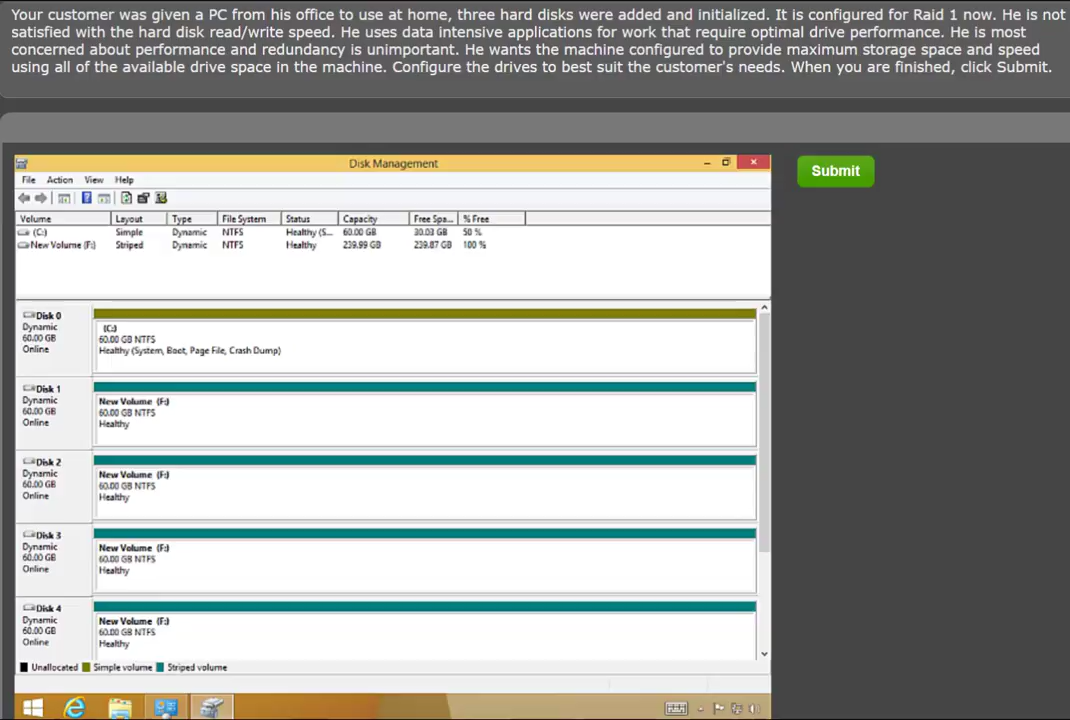 Your customer was given a PC from his office to use at home, three hard disks were added and initialized. It is configured for Raid 1 now. He is not
satisfied with the hard disk read/write speed. He uses data intensive applications for work that require optimal drive performance. He is most
concerned about performance and redundancy is unimportant. He wants the machine configured to provide maximum storage space and speed
using all of the available drive space in the machine. Configure the drives to best suit the customer's needs. When you are finished, click Submit.
Disk Management
Submit
File Action View Help
Volume Layout Type File System Status Capacity Free Spa... % Free
(C:) Simple Dynamic NTFS Healthy (S... 60.00 GB 30.03 GB 50 %
New Volume (F:) Striped Dynamic NTFS Healthy 239.99 GB 239.87 GB 100 %
Disk 0
Dynamic
60.00 GB
Online
(C:)
60.00 GB NTFS
Healthy (System, Boot, Page File, Crash Dump)
Disk 1
Dynamic
60.00 GB
Online
New Volume (F:)
60.00 GB NTFS
Healthy
Disk 2
Dynamic
60.00 GB
Online
New Volume (F:)
60.00 GB NTFS
Healthy
Disk 3
Dynamic
60.00 GB
Online
New Volume (F:)
60.00 GB NTFS
Healthy
Disk 4
Dynamic
60.00 GB
Online
New Volume (F:)
60.00 GB NTFS
Healthy
Unallocated Simple volume Striped volume